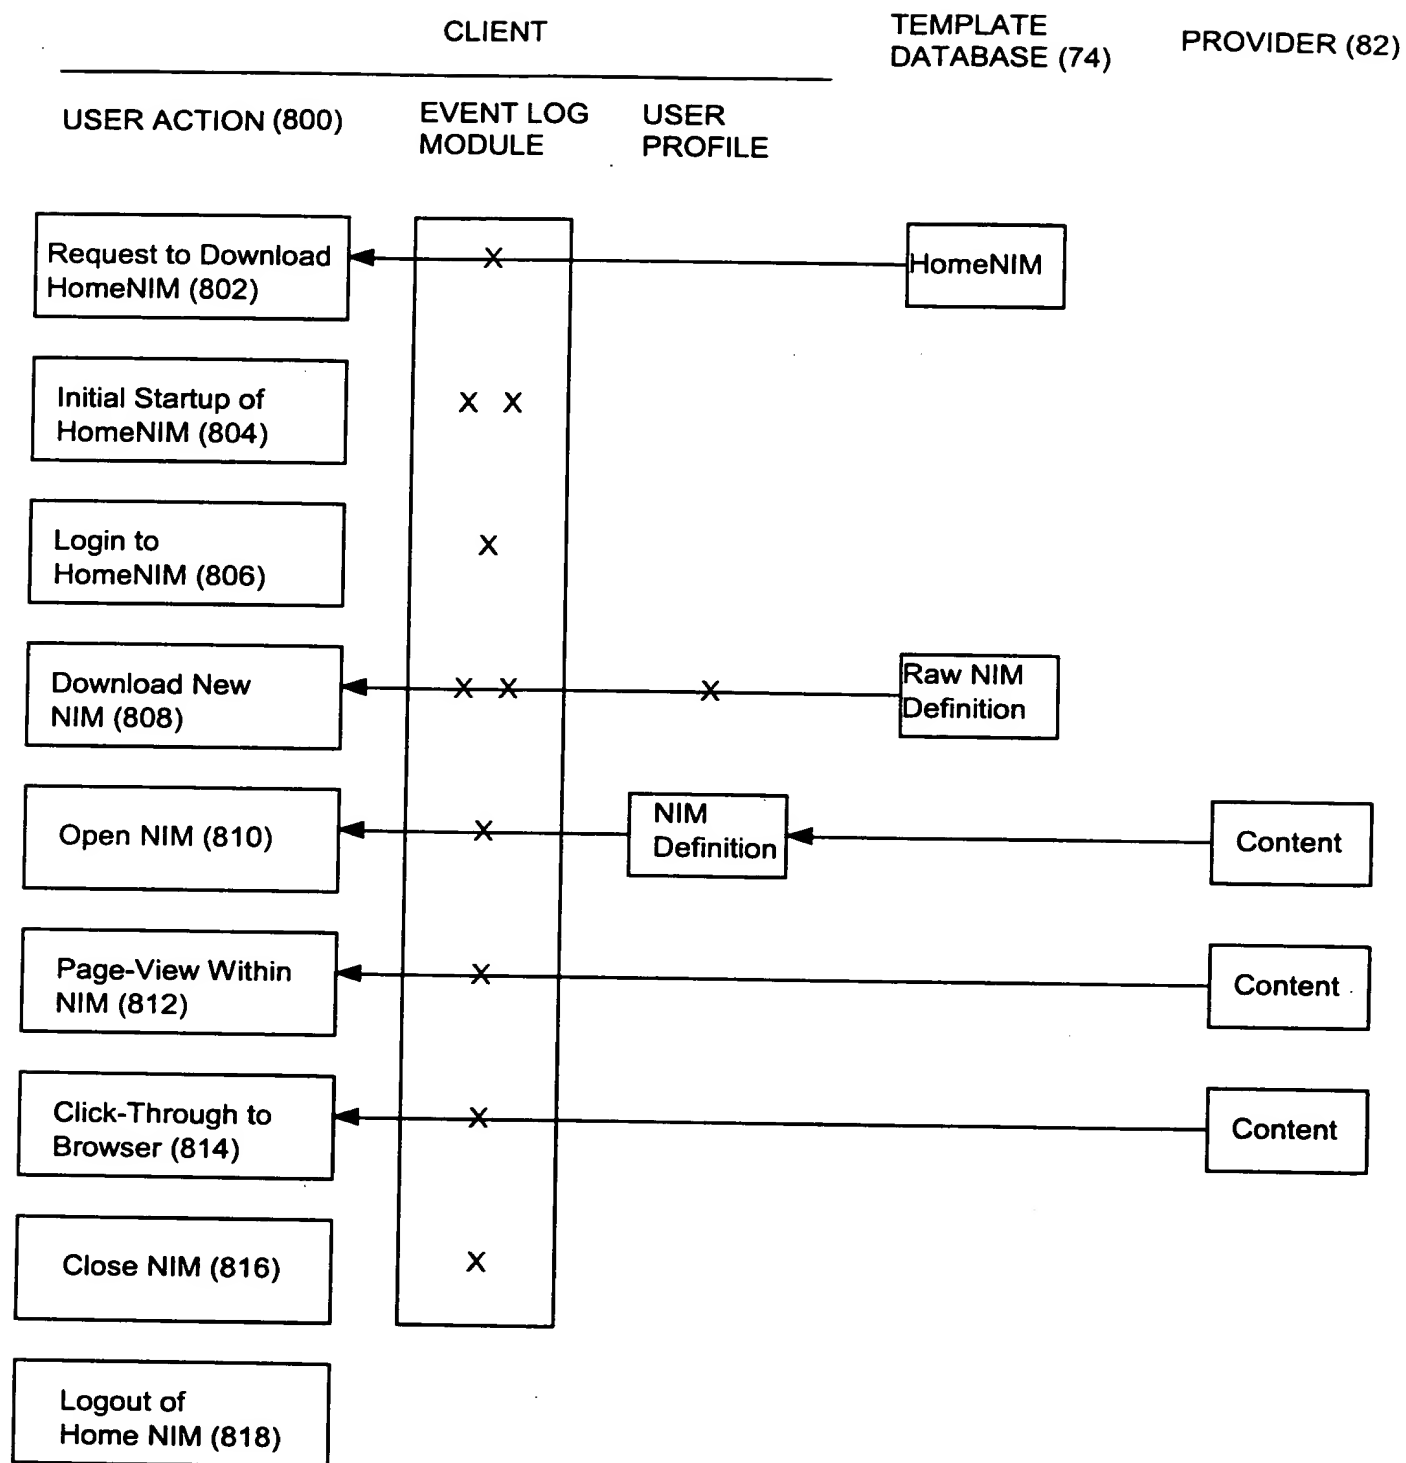 CLIENT
TEMPLATE
DATABASE (74)
PROVIDER (82)
USER ACTION (800)
EVENT LOG
MODULE
USER
PROFILE
Request to Download
HomeNIM (802)
X
HomeNIM
Initial Startup of
HomeNIM (804)
X X
Login to
HomeNIM (806)
X
Download New
NIM (808)
X X
X
Raw NIM
Definition
Open NIM (810)
X
NIM
Definition
Content
Page-View Within
NIM (812)
X
Content
Click-Through to
Browser (814)
X
Content
Close NIM (816)
X
Logout of
Home NIM (818)